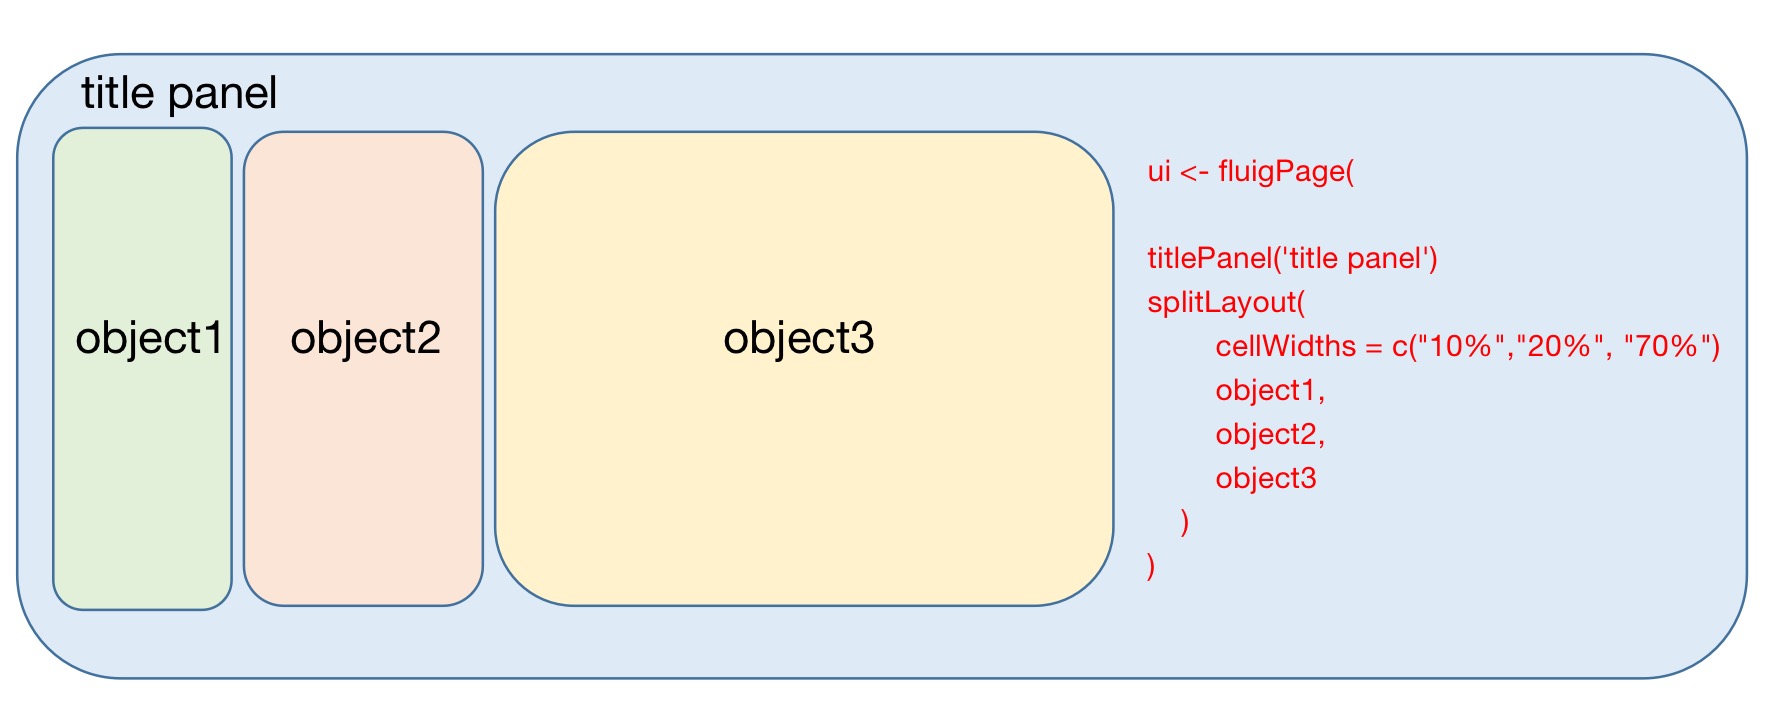 title panel
object1
object2
object3
ui <- fluigPage(
titlePanel('title panel')
splitLayout(
cellWidths = c("10%","20%", "70%")
object1,
object2,
object3
)
)